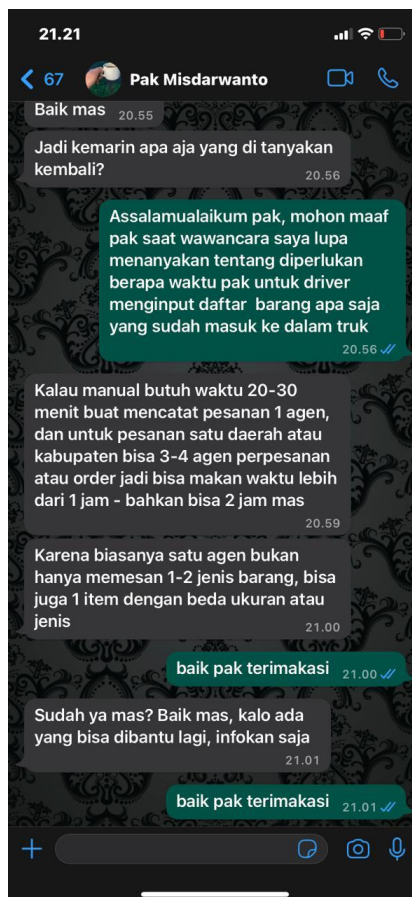 21.21
67
Pak Misdarwanto
Baik mas 20.55
Jadi kemarin apa aja yang di tanyakan
kembali?
20.56
Assalamualaikum pak, mohon maaf
pak saat wawancara saya lupa
menanyakan tentang diperlukan
berapa waktu pak untuk driver
menginput daftar barang apa saja
yang sudah masuk ke dalam truk
20.56
Kalau manual butuh waktu 20-30
menit buat mencatat pesanan 1 agen,
dan untuk pesanan satu daerah atau
kabupaten bisa 3-4 agen perpesanan
atau order jadi bisa makan waktu lebih
dari 1 jam - bahkan bisa 2 jam mas
20.59
Karena biasanya satu agen bukan
hanya memesan 1-2 jenis barang, bisa
juga 1 item dengan beda ukuran atau
jenis
21.00
baik pak terimakasi 21.00
Sudah ya mas? Baik mas, kalo ada
yang bisa dibantu lagi, infokan saja
21.01
baik pak terimakasi 21.01